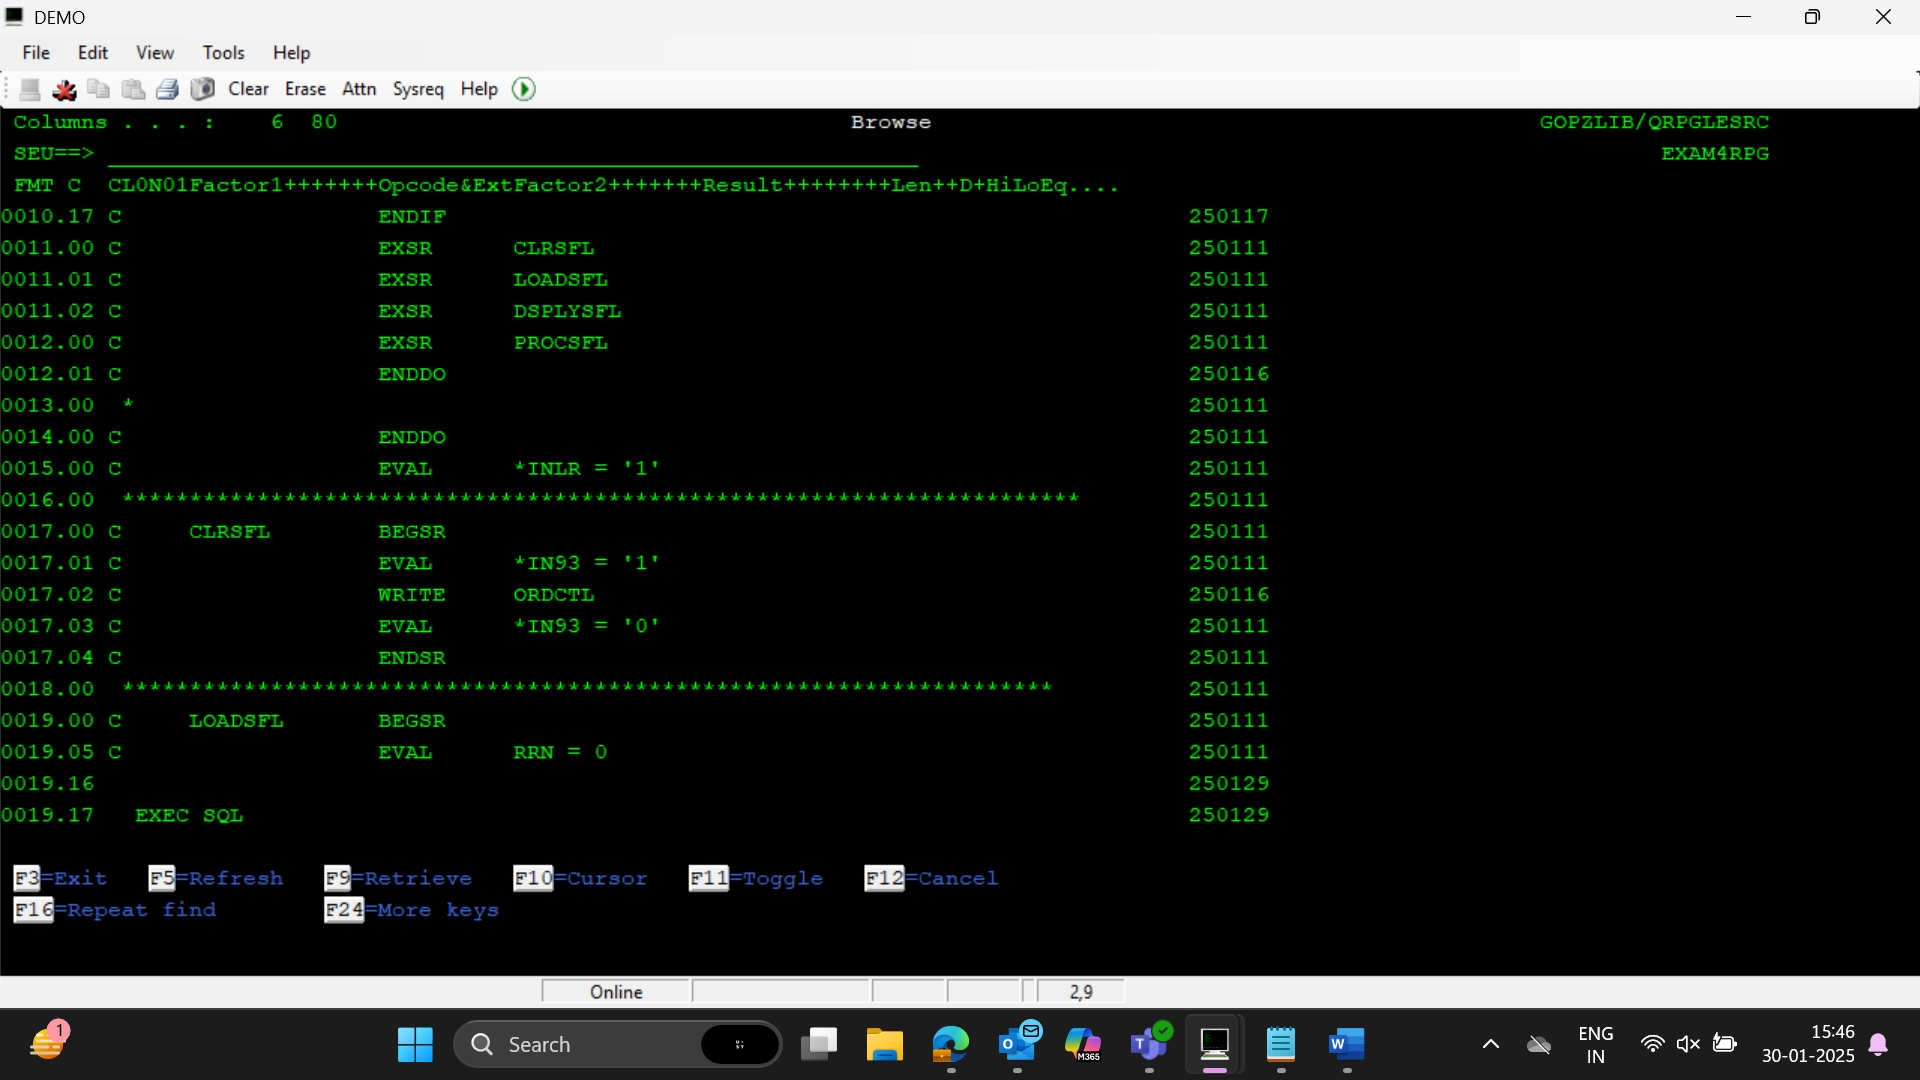 DEMO
File Edit View Tools Help
Clear Erase Attn Sysreq Help
Columns . . . : 6 80 Browse GOPZLIB/QRPGLESRC
SEU==> EXAM4RPG
FMT C CL0N01Factor1+++++++Opcode&ExtFactor2+++++++Result++++++++Len++D+HiLoEq....
0010.17 C ENDIF 250117
0011.00 C EXSR CLRSFL 250111
0011.01 C EXSR LOADSFL 250111
0011.02 C EXSR DSPLYSFL 250111
0012.00 C EXSR PROCSFL 250111
0012.01 C ENDDO 250116
0013.00 * 250111
0014.00 C ENDDO 250111
0015.00 C EVAL *INLR = '1' 250111
0016.00 *********************************************************************** 250111
0017.00 C CLRSFL BEGSR 250111
0017.01 C EVAL *IN93 = '1' 250111
0017.02 C WRITE ORDCTL 250116
0017.03 C EVAL *IN93 = '0' 250111
0017.04 C ENDSR 250111
0018.00 ********************************************************************* 250111
0019.00 C LOADSFL BEGSR 250111
0019.05 C EVAL RRN = 0 250111
0019.16 250129
0019.17 EXEC SQL 250129
F3=Exit F5=Refresh F9=Retrieve F10=Cursor F11=Toggle F12=Cancel
F16=Repeat find F24=More keys
Online 2,9
1 Search M365 ENG IN 15:46
30-01-2025